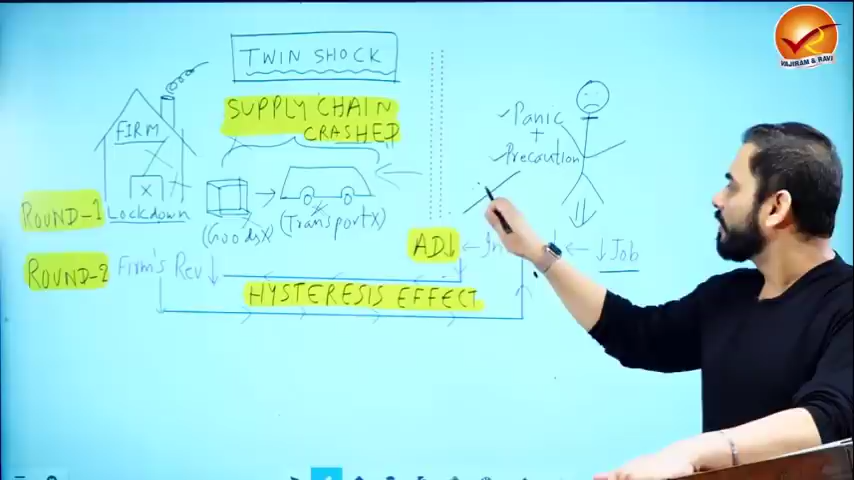 TWIN SHOCK
VAJIRAM & RAVI
SUPPLY CHAIN
CRASHED
FIRM
Panic
+
Precaution
X
ROUND-1
Lockdown
(Goods X)
(Transport X)
AD↓ ←
↓ ← ↓ Job
ROUND-2
Firm's Rev ↓
HYSTERESIS EFFECT